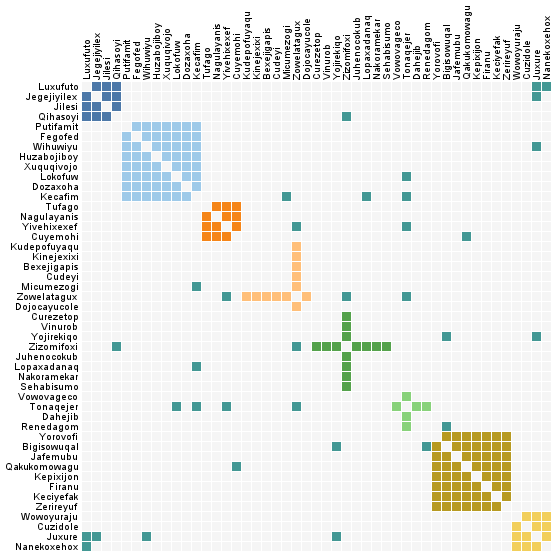 Luxufuto
Jegejiyilex
Jilesi
Qihasoyi
Putifamit
Fegofed
Wihuwiyu
Huzabojiboy
Xuquqivojo
Lokofuw
Dozaxoha
Kecafim
Tufago
Nagulayanis
Yivehixexef
Cuyemohi
Kudepofuyaqu
Kinejexixi
Bexejigapis
Cudeyi
Micumezogi
Zowelatagux
Dojocayucole
Curezetop
Vinurob
Yojirekiqo
Zizomifoxi
Juhenocokub
Lopaxadanaq
Nakoramekar
Sehabisumo
Vowovageco
Tonaqejer
Dahejib
Renedagom
Yorovofi
Bigisowuqal
Jafemubu
Qakukomowagu
Kepixijon
Firanu
Keciyefak
Zerireyuf
Wowoyuraju
Cuzidole
Juxure
Nanekoxehox
Luxufuto
Jegejiyilex
Jilesi
Qihasoyi
Putifamit
Fegofed
Wihuwiyu
Huzabojiboy
Xuquqivojo
Lokofuw
Dozaxoha
Kecafim
Tufago
Nagulayanis
Yivehixexef
Cuyemohi
Kudepofuyaqu
Kinejexixi
Bexejigapis
Cudeyi
Micumezogi
Zowelatagux
Dojocayucole
Curezetop
Vinurob
Yojirekiqo
Zizomifoxi
Juhenocokub
Lopaxadanaq
Nakoramekar
Sehabisumo
Vowovageco
Tonaqejer
Dahejib
Renedagom
Yorovofi
Bigisowuqal
Jafemubu
Qakukomowagu
Kepixijon
Firanu
Keciyefak
Zerireyuf
Wowoyuraju
Cuzidole
Juxure
Nanekoxehox